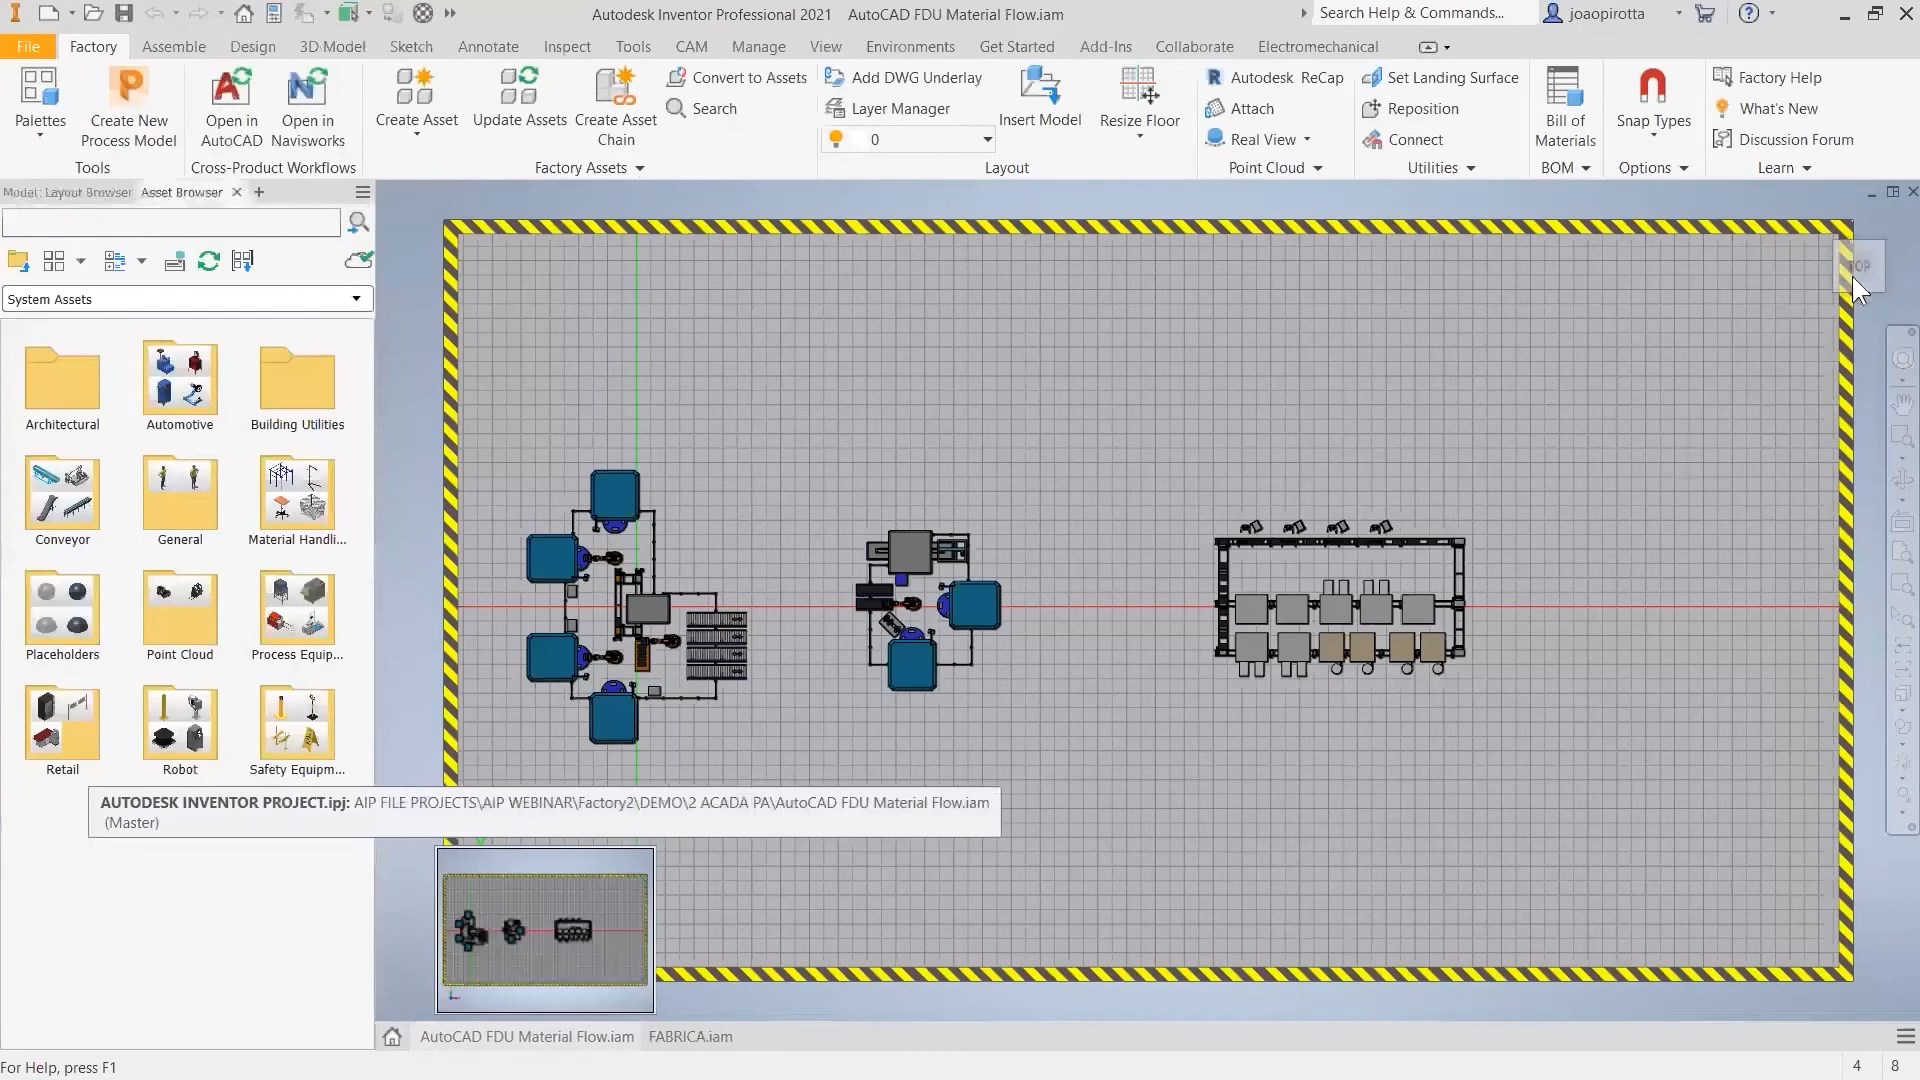 Autodesk Inventor Professional 2021 AutoCAD FDU Material Flow.iam
Search Help & Commands...
joaopirotta
File Factory Assemble Design 3D Model Sketch Annotate Inspect Tools CAM Manage View Environments Get Started Add-Ins Collaborate Electromechanical
Palettes
Create New
Process Model
Tools
Open in
AutoCAD
Open in
Navisworks
Cross-Product Workflows
Create Asset
Update Assets
Create Asset
Chain
Convert to Assets
Search
Factory Assets
Add DWG Underlay
Layer Manager
0
Insert Model
Resize Floor
Layout
Autodesk ReCap
Attach
Real View
Point Cloud
Set Landing Surface
Reposition
Connect
Utilities
Bill of
Materials
BOM
Snap Types
Options
Factory Help
What's New
Discussion Forum
Learn
Model: Layout Browser Asset Browser
System Assets
Architectural Automotive Building Utilities
Conveyor General Material Handli...
Placeholders Point Cloud Process Equip...
Retail Robot Safety Equipm...
TOP
AUTODESK INVENTOR PROJECT.ipj: AIP FILE PROJECTS\AIP WEBINAR\Factory2\DEMO\2 ACADA PA\AutoCAD FDU Material Flow.iam
(Master)
AutoCAD FDU Material Flow.iam FABRICA.iam
For Help, press F1
4 8